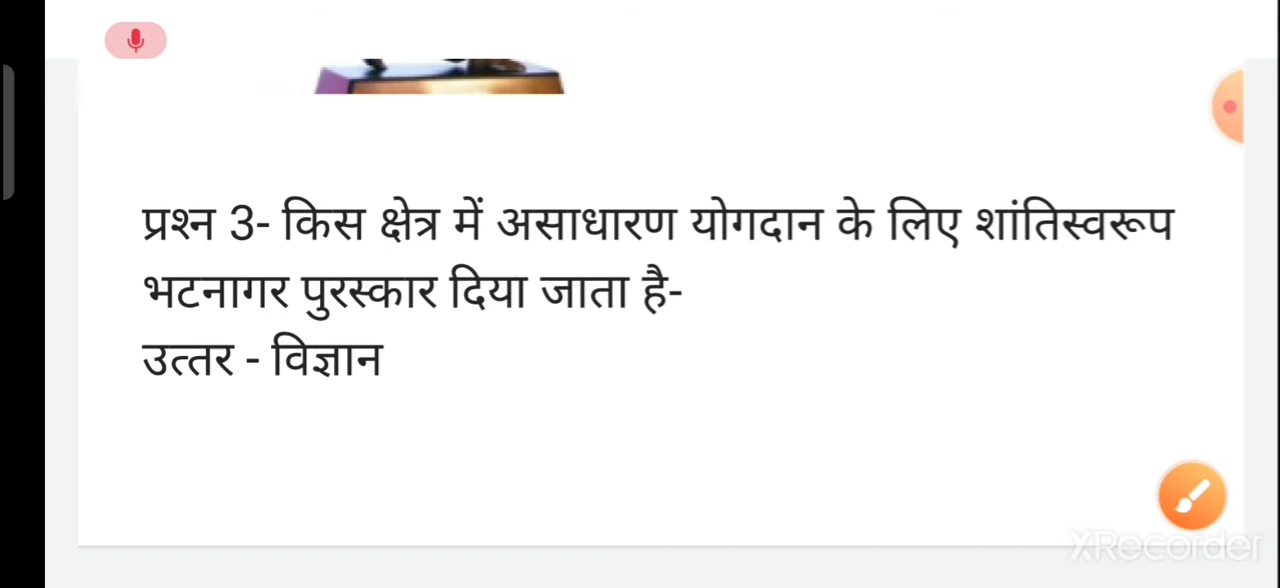 प्रश्न 3- किस क्षेत्र में असाधारण योगदान के लिए शांतिस्वरूप
भटनागर पुरस्कार दिया जाता है-
उत्तर - विज्ञान
XRecorder